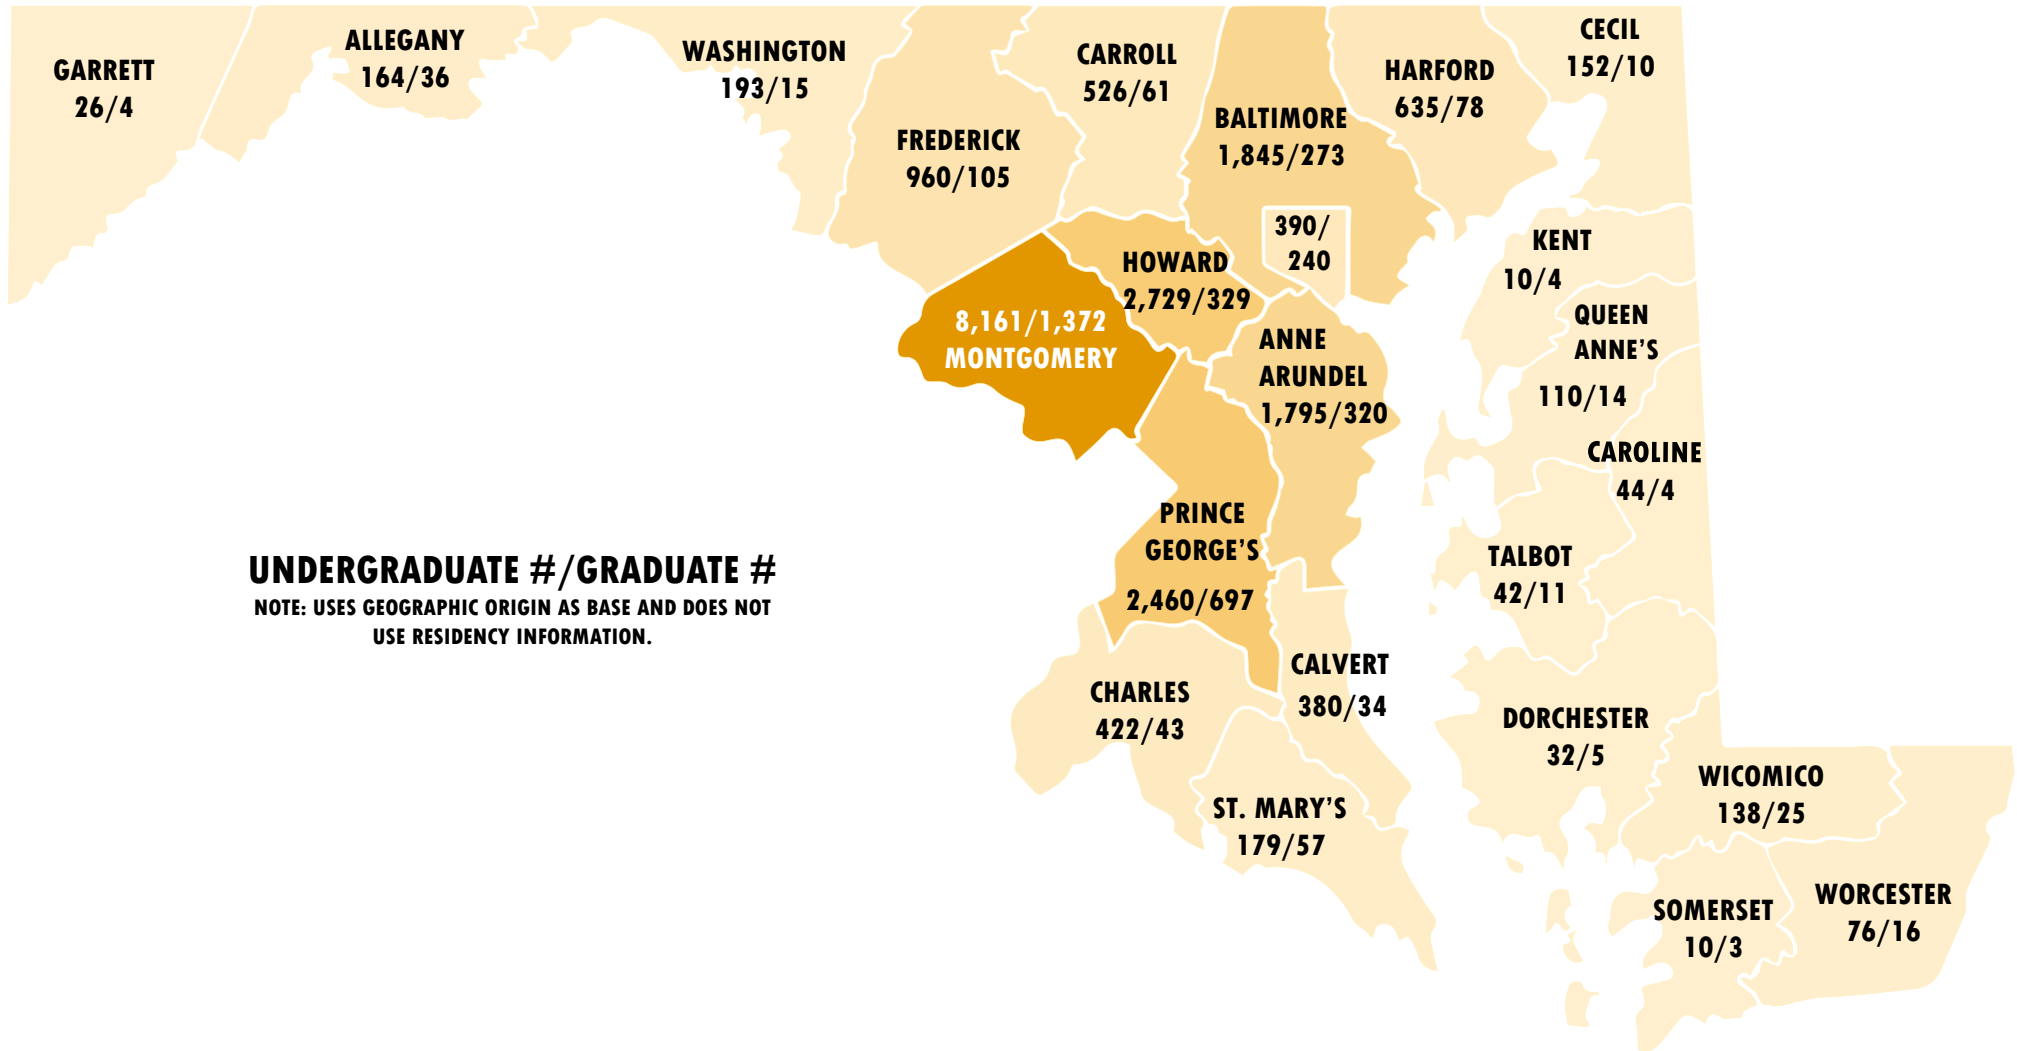 GARRETT
26/4
ALLEGANY
164/36
WASHINGTON
193/15
FREDERICK
960/105
CARROLL
526/61
BALTIMORE
1,845/273
390/
240
HARFORD
635/78
CECIL
152/10
HOWARD
2,729/329
8,161/1,372
MONTGOMERY
ANNE
ARUNDEL
1,795/320
KENT
10/4
QUEEN
ANNE'S
110/14
CAROLINE
44/4
PRINCE
GEORGE'S
2,460/697
TALBOT
42/11
UNDERGRADUATE #/GRADUATE #
NOTE: USES GEOGRAPHIC ORIGIN AS BASE AND DOES NOT
USE RESIDENCY INFORMATION.
CHARLES
422/43
CALVERT
380/34
DORCHESTER
32/5
ST. MARY'S
179/57
WICOMICO
138/25
SOMERSET
10/3
WORCESTER
76/16